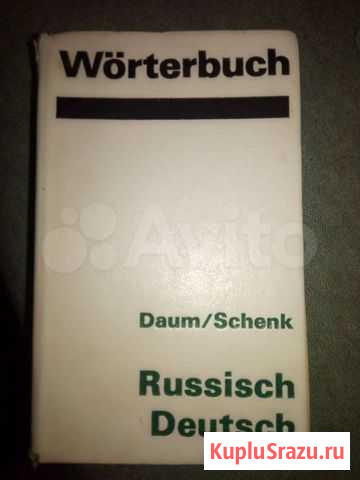 Wörterbuch
Avito
Daum/Schenk
Russisch
Deutsch
KupluSrazu.ru